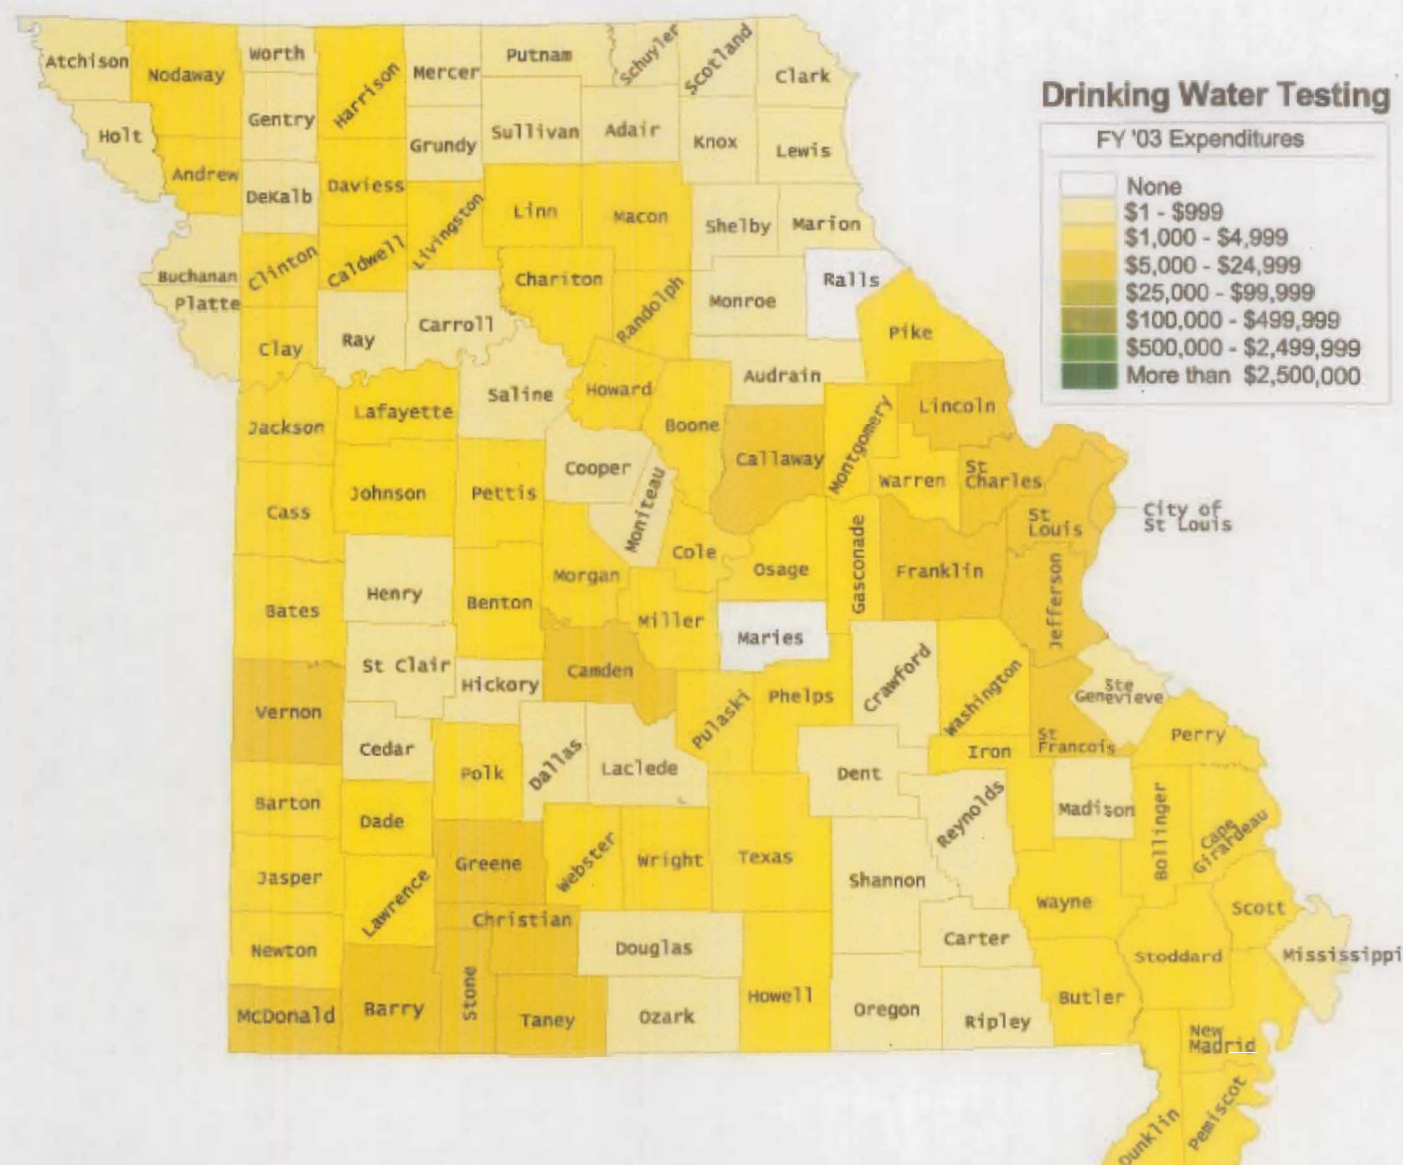 Drinking Water Testing
FY '03 Expenditures
None
$1 - $999
$1,000 - $4,999
$5,000 - $24,999
$25,000 - $99,999
$100,000 - $499,999
$500,000 - $2,499,999
More than $2,500,000
Atchison
Nodaway
Worth
Harrison
Mercer
Putnam
Schuyler
Scotland
Clark
Holt
Gentry
Grundy
Sullivan
Adair
Knox
Lewis
Andrew
DeKalb
Daviess
Livingston
Linn
Macon
Shelby
Marion
Buchanan
Clinton
Caldwell
Chariton
Randolph
Monroe
Ralls
Platte
Clay
Ray
Carroll
Pike
Audrain
Jackson
Lafayette
Saline
Howard
Boone
Callaway
Montgomery
Lincoln
Cass
Johnson
Pettis
Cooper
Moniteau
Warren
St
Charles
St
Louis
City of
St Louis
Bates
Henry
Benton
Morgan
Cole
Osage
Gasconade
Franklin
Jefferson
Miller
Maries
St Clair
Hickory
Camden
Pulaski
Phelps
Crawford
Washington
Ste
Genevieve
Vernon
Cedar
Polk
Dallas
Laclede
Dent
Iron
St
Francois
Perry
Barton
Dade
Reynolds
Madison
Bollinger
Cape
Girardeau
Jasper
Lawrence
Greene
Webster
Wright
Texas
Shannon
Wayne
Scott
Newton
Christian
Douglas
Carter
Stoddard
Mississippi
McDonald
Barry
Stone
Taney
Ozark
Howell
Oregon
Ripley
Butler
New
Madrid
Dunklin
Pemiscot